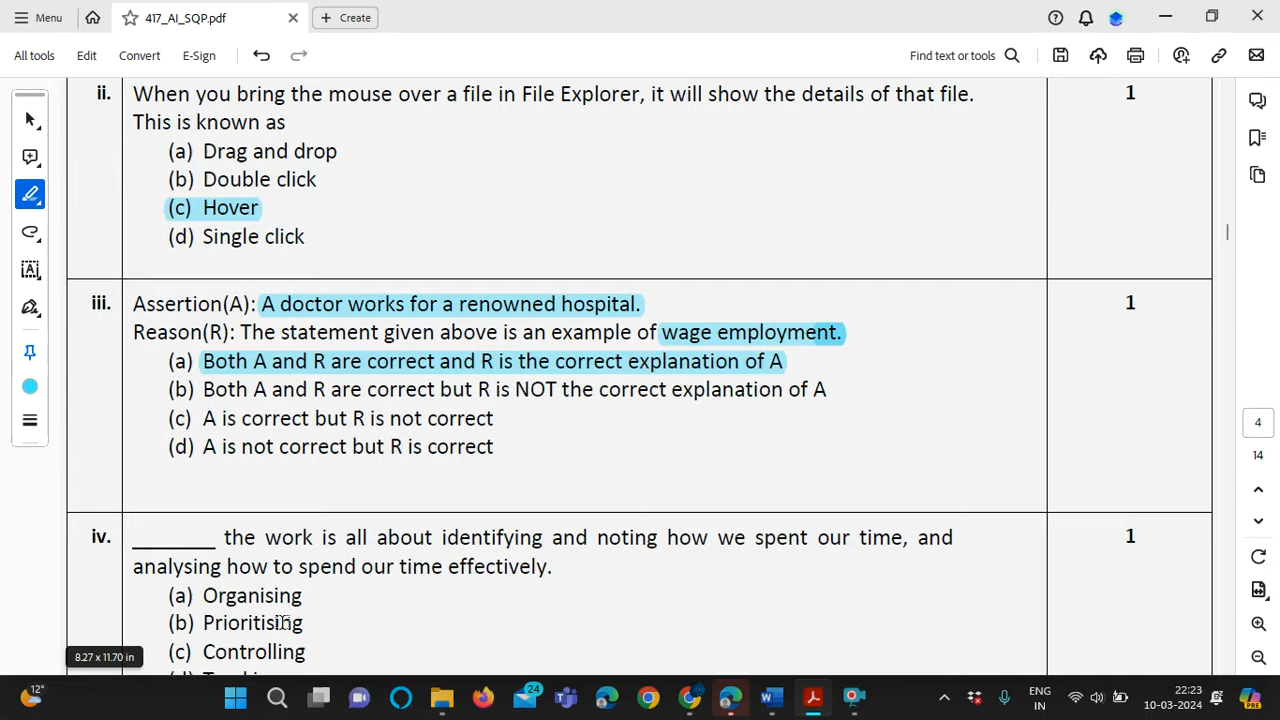 Menu
417_AI_SQP.pdf
Create
All tools
Edit
Convert
E-Sign
Find text or tools
ii.
When you bring the mouse over a file in File Explorer, it will show the details of that file.
1
This is known as
(a) Drag and drop
(b) Double click
(c) Hover
(d) Single click
iii.
Assertion(A): A doctor works for a renowned hospital.
1
Reason(R): The statement given above is an example of wage employment.
(a) Both A and R are correct and R is the correct explanation of A
(b) Both A and R are correct but R is NOT the correct explanation of A
(c) A is correct but R is not correct
(d) A is not correct but R is correct
4
14
iv.
________ the work is all about identifying and noting how we spent our time, and
1
analysing how to spend our time effectively.
(a) Organising
(b) Prioritising
(c) Controlling
8.27 x 11.70 in
12°
24
ENG
IN
22:23
10-03-2024
PRE